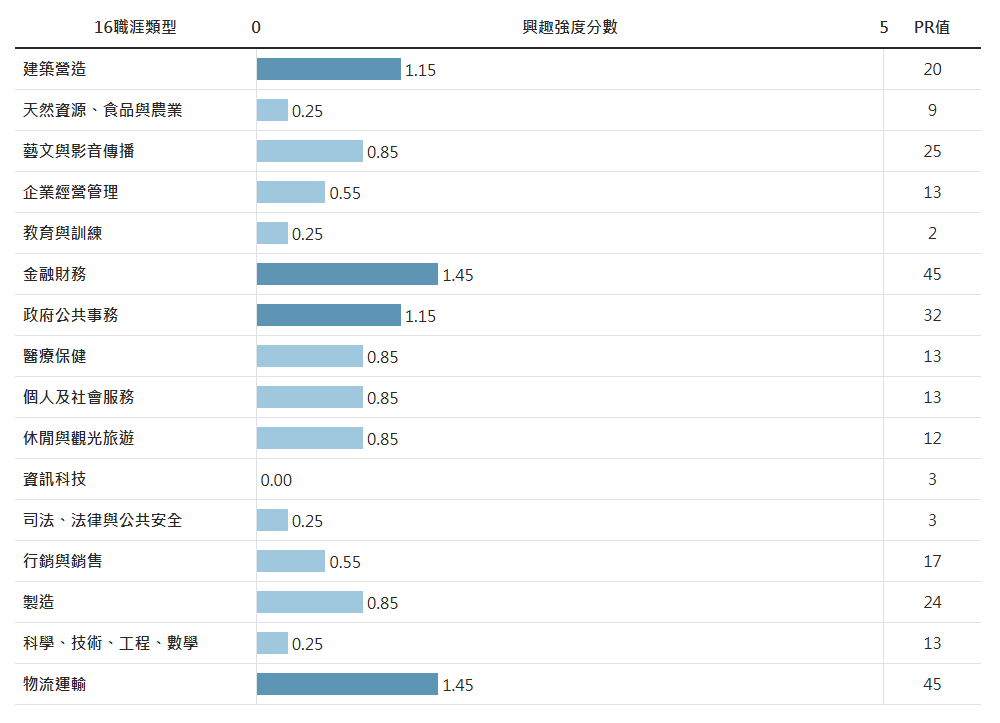 16職涯類型 0 興趣強度分數 5 PR值
建築營造 1.15 20
天然資源、食品與農業 0.25 9
藝文與影音傳播 0.85 25
企業經營管理 0.55 13
教育與訓練 0.25 2
金融財務 1.45 45
政府公共事務 1.15 32
醫療保健 0.85 13
個人及社會服務 0.85 13
休閒與觀光旅遊 0.85 12
資訊科技 0.00 3
司法、法律與公共安全 0.25 3
行銷與銷售 0.55 17
製造 0.85 24
科學、技術、工程、數學 0.25 13
物流運輸 1.45 45